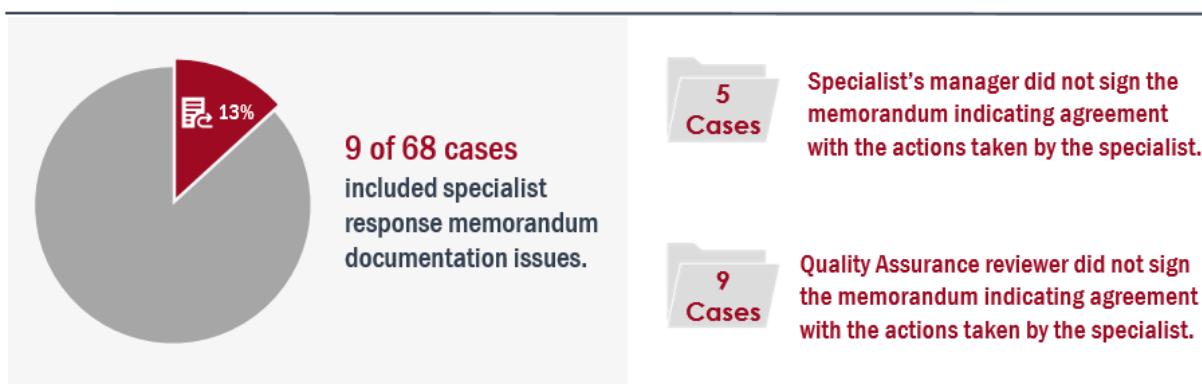 13%
9 of 68 cases
included specialist
response memorandum
documentation issues.
5
Cases
Specialist's manager did not sign the
memorandum indicating agreement
with the actions taken by the specialist.
9
Cases
Quality Assurance reviewer did not sign
the memorandum indicating agreement
with the actions taken by the specialist.